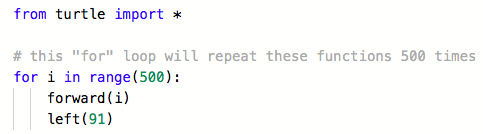 from turtle import *
# this "for" loop will repeat these functions 500 times
for i in range(500):
    forward(i)
    left(91)